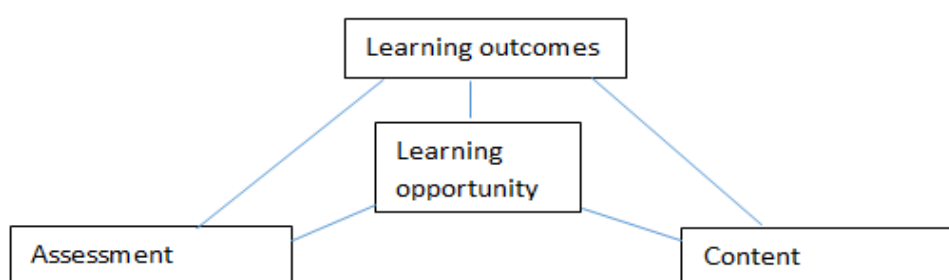 Learning outcomes
Learning
opportunity
Assessment
Content